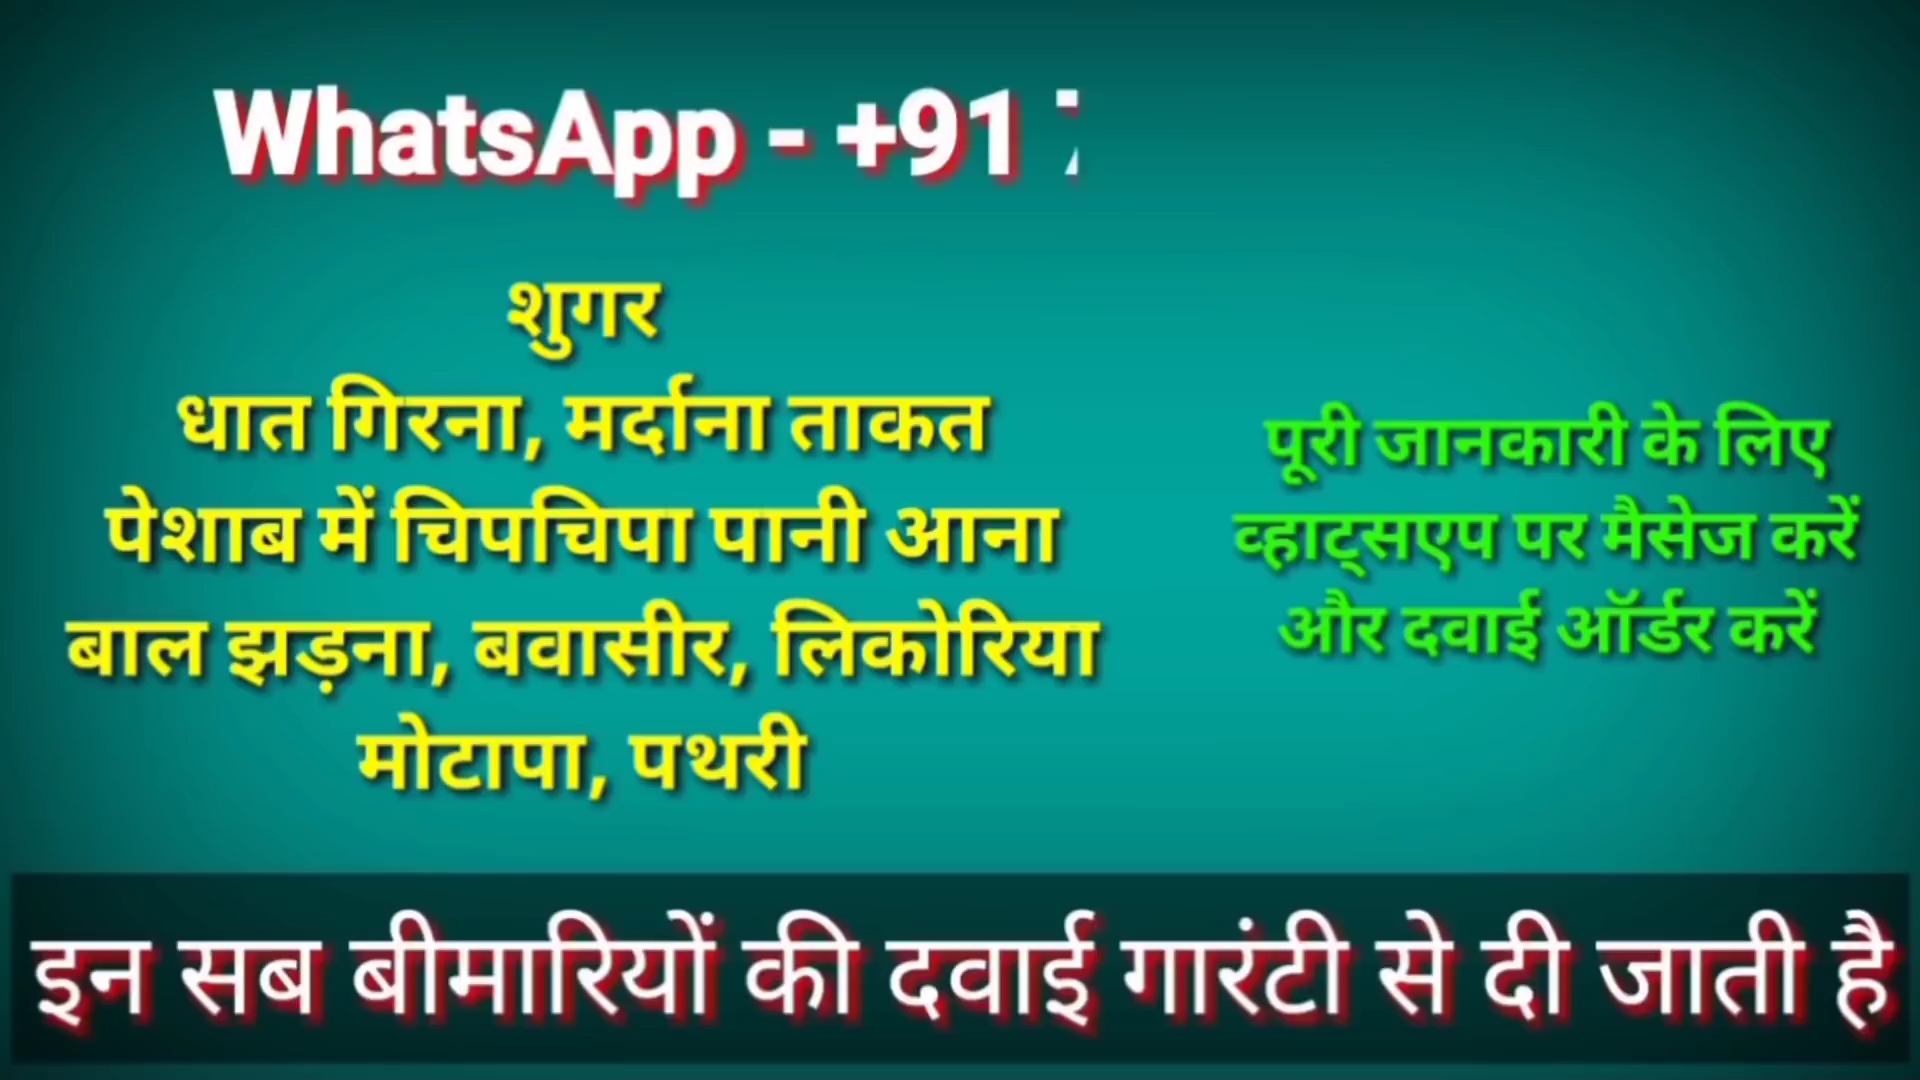 WhatsApp - +91
शुगर
धात गिरना, मर्दाना ताकत
पेशाब में चिपचिपा पानी आना
बाल झड़ना, बवासीर, लिकोरिया
मोटापा, पथरी
पूरी जानकारी के लिए
व्हाट्सएप पर मैसेज करें
और दवाई ऑर्डर करें
इन सब बीमारियों की दवाई गारंटी से दी जाती है